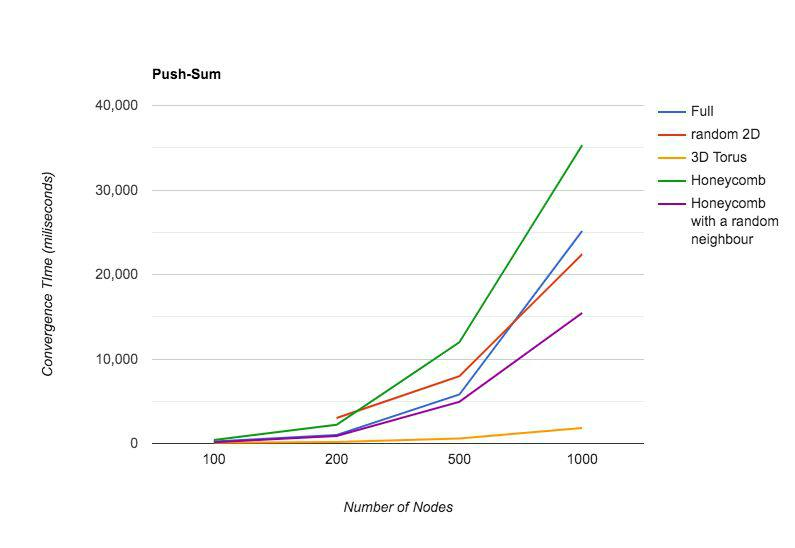 Push-Sum
40,000
30,000
20,000
10,000
0
Convergence TIme (miliseconds)
100 200 500 1000
Number of Nodes
Full
random 2D
3D Torus
Honeycomb
Honeycomb
with a random
neighbour